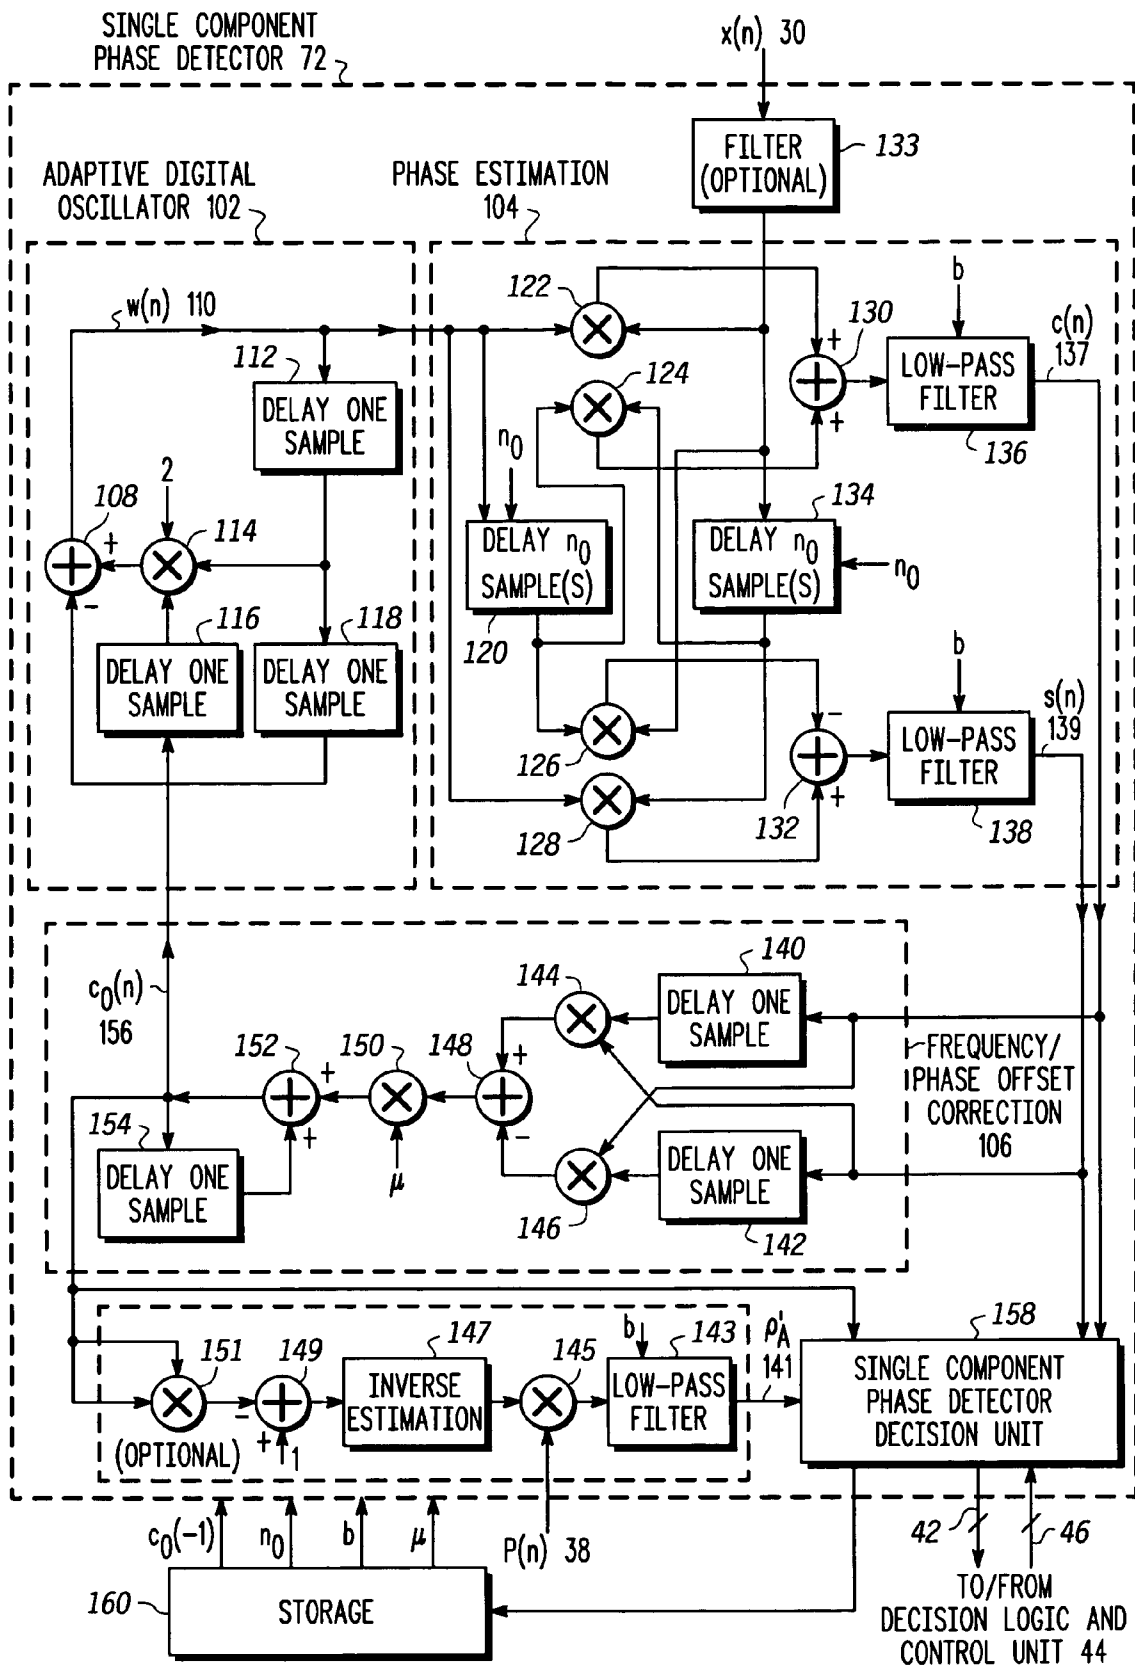 SINGLE COMPONENT
PHASE DETECTOR 72
x(n) 30
FILTER
(OPTIONAL)
133
ADAPTIVE DIGITAL
OSCILLATOR 102
PHASE ESTIMATION
104
w(n) 110
122
b
130
c(n)
137
112
DELAY ONE
SAMPLE
124
+
+
LOW-PASS
FILTER
136
n0
2
108
+
114
-
134
DELAY n0
SAMPLE(S)
DELAY n0
SAMPLE(S)
n0
120
116
DELAY ONE
SAMPLE
118
DELAY ONE
SAMPLE
b
s(n)
139
126
-
+
132
LOW-PASS
FILTER
138
128
c0(n)
156
144
140
DELAY ONE
SAMPLE
FREQUENCY/
PHASE OFFSET
CORRECTION
106
152
+
+
150
148
+
-
μ
154
DELAY ONE
SAMPLE
DELAY ONE
SAMPLE
146
142
151
(OPTIONAL)
149
-
+
1
147
INVERSE
ESTIMATION
145
b
143
LOW-PASS
FILTER
ρ'A
141
158
SINGLE COMPONENT
PHASE DETECTOR
DECISION UNIT
c0(-1)
n0
b
μ
P(n) 38
42
46
160
STORAGE
TO/FROM
DECISION LOGIC AND
CONTROL UNIT 44